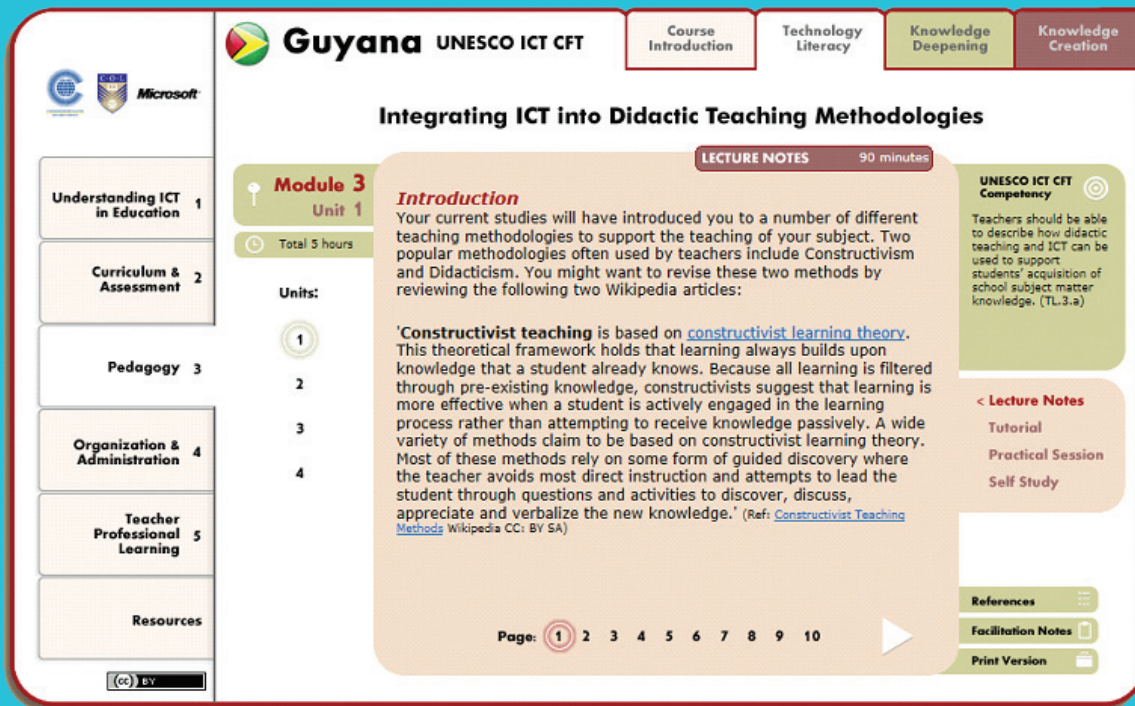 Guyana UNESCO ICT CFT
Course
Introduction
Technology
Literacy
Knowledge
Deepening
Knowledge
Creation
C·O·L
Microsoft
Integrating ICT into Didactic Teaching Methodologies
Understanding ICT
in Education 1
Curriculum &
Assessment 2
Pedagogy 3
Organization &
Administration 4
Teacher
Professional
Learning 5
Resources
(cc) BY
Module 3
Unit 1
Total 5 hours
Units:
1
2
3
4
LECTURE NOTES 90 minutes
Introduction
Your current studies will have introduced you to a number of different
teaching methodologies to support the teaching of your subject. Two
popular methodologies often used by teachers include Constructivism
and Didacticism. You might want to revise these two methods by
reviewing the following two Wikipedia articles:
'Constructivist teaching is based on constructivist learning theory.
This theoretical framework holds that learning always builds upon
knowledge that a student already knows. Because all learning is filtered
through pre-existing knowledge, constructivists suggest that learning is
more effective when a student is actively engaged in the learning
process rather than attempting to receive knowledge passively. A wide
variety of methods claim to be based on constructivist learning theory.
Most of these methods rely on some form of guided discovery where
the teacher avoids most direct instruction and attempts to lead the
student through questions and activities to discover, discuss,
appreciate and verbalize the new knowledge.' (Ref: Constructivist Teaching
Methods Wikipedia CC: BY SA)
Page: 1 2 3 4 5 6 7 8 9 10
UNESCO ICT CFT
Competency
Teachers should be able
to describe how didactic
teaching and ICT can be
used to support
students' acquisition of
school subject matter
knowledge. (TL.3.a)
< Lecture Notes
Tutorial
Practical Session
Self Study
References
Facilitation Notes
Print Version